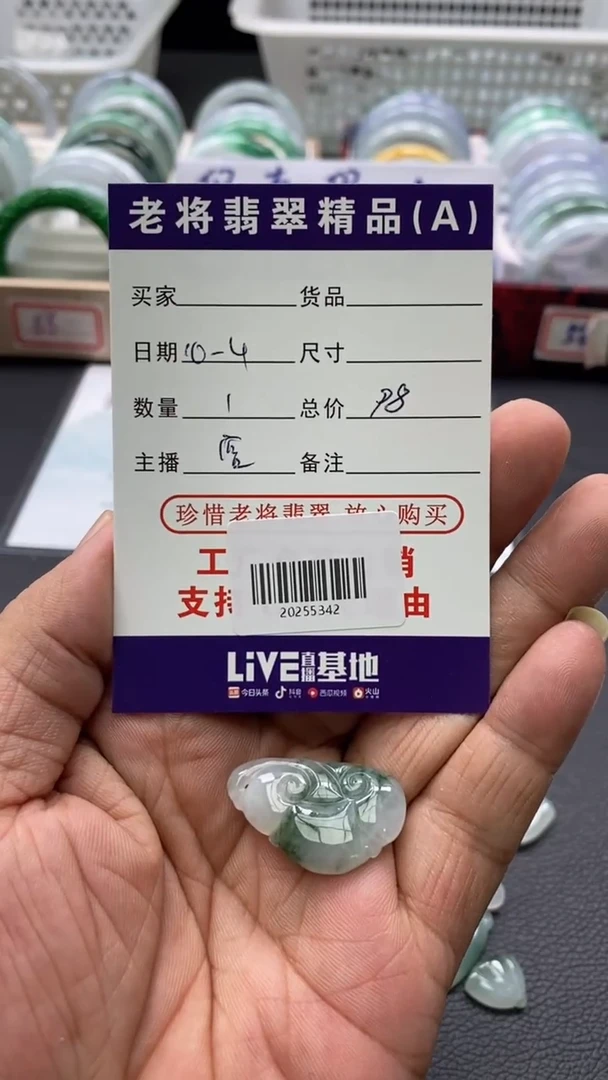 老将翡翠精品(A)
买家 货品
日期 10-4 尺寸
数量 1 总价 98
主播 备注
珍惜老将翡翠 放心购买
工 销
支持 由
20255342
LiVE直播基地
今日头条 抖音 西瓜视频 火山